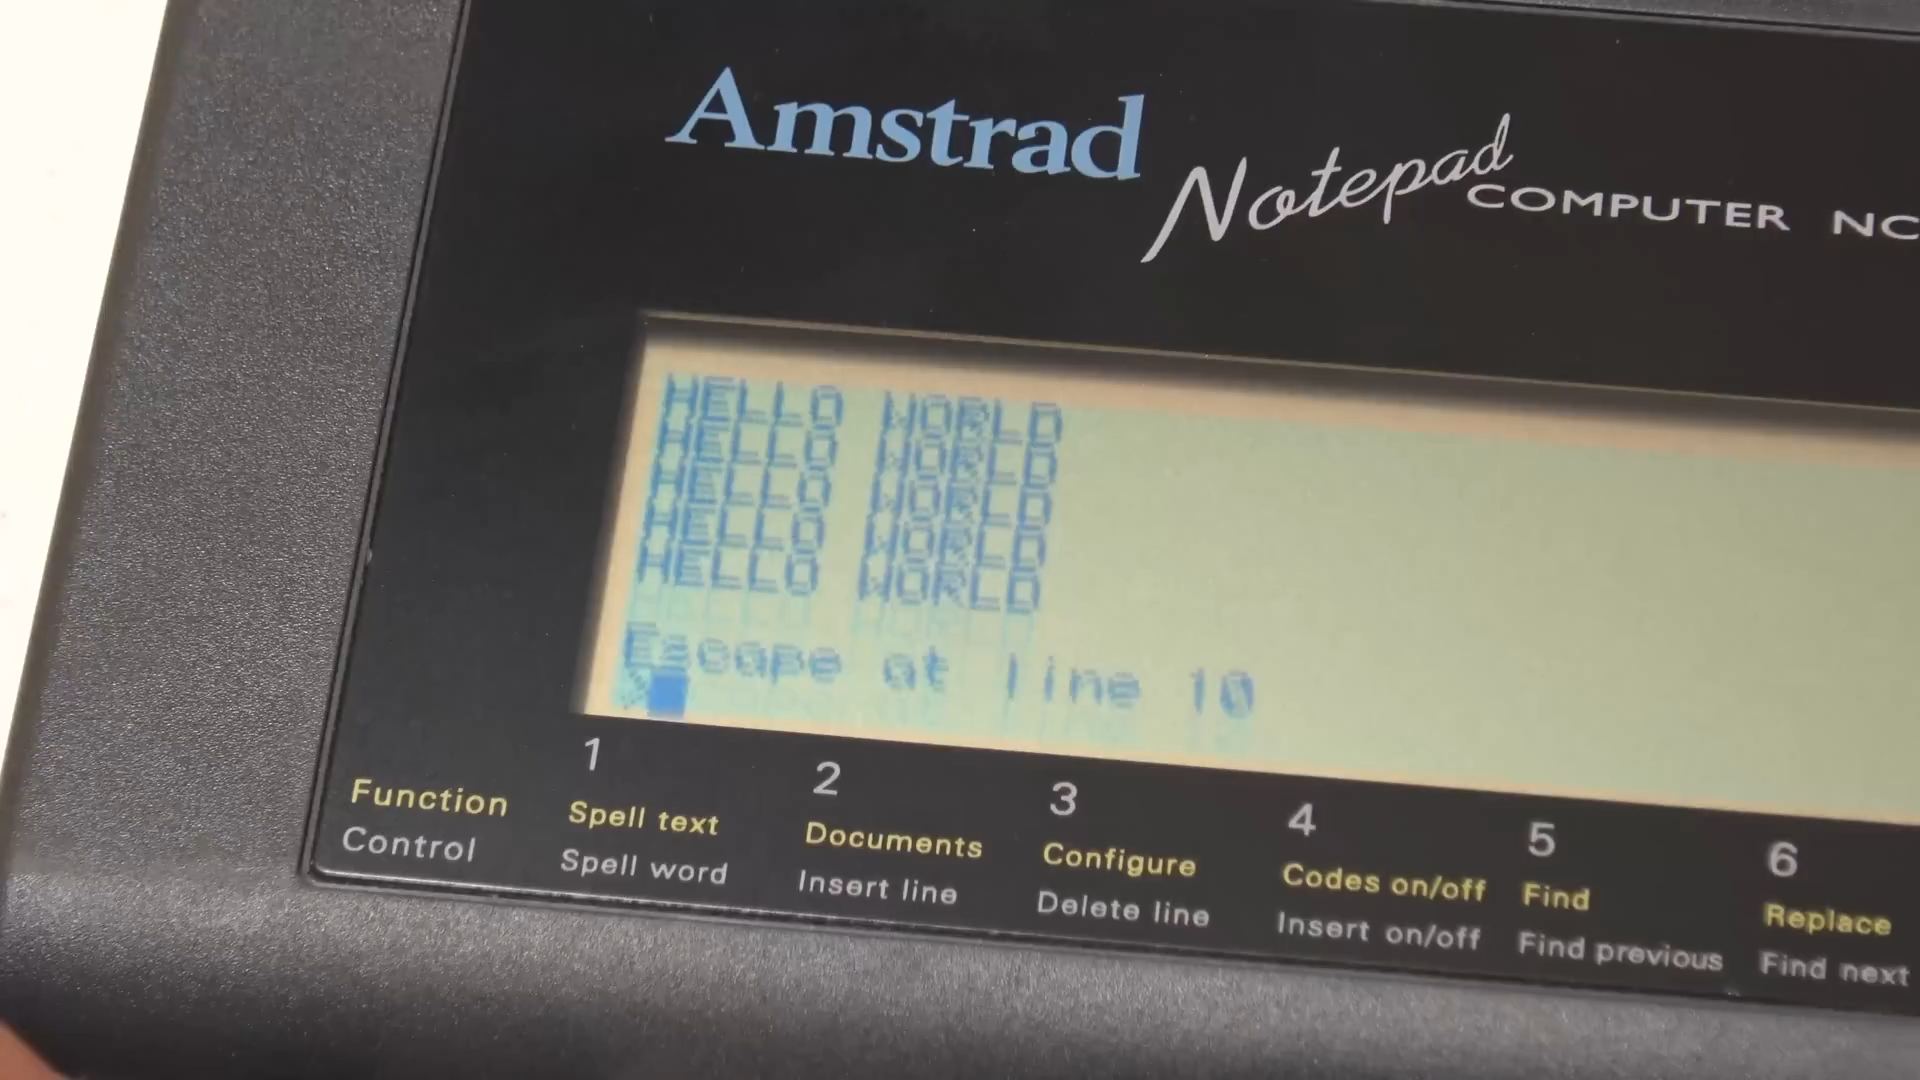 Amstrad Notepad COMPUTER NC
HELLO WORLD
HELLO WORLD
HELLO WORLD
HELLO WORLD
HELLO WORLD
Escape at line 10
>
1 2 3 4 5 6
Function Spell text Documents Configure Codes on/off Find Replace
Control Spell word Insert line Delete line Insert on/off Find previous Find next